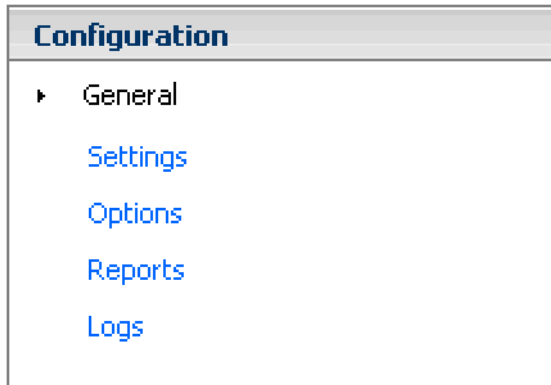 Configuration
General
Settings
Options
Reports
Logs